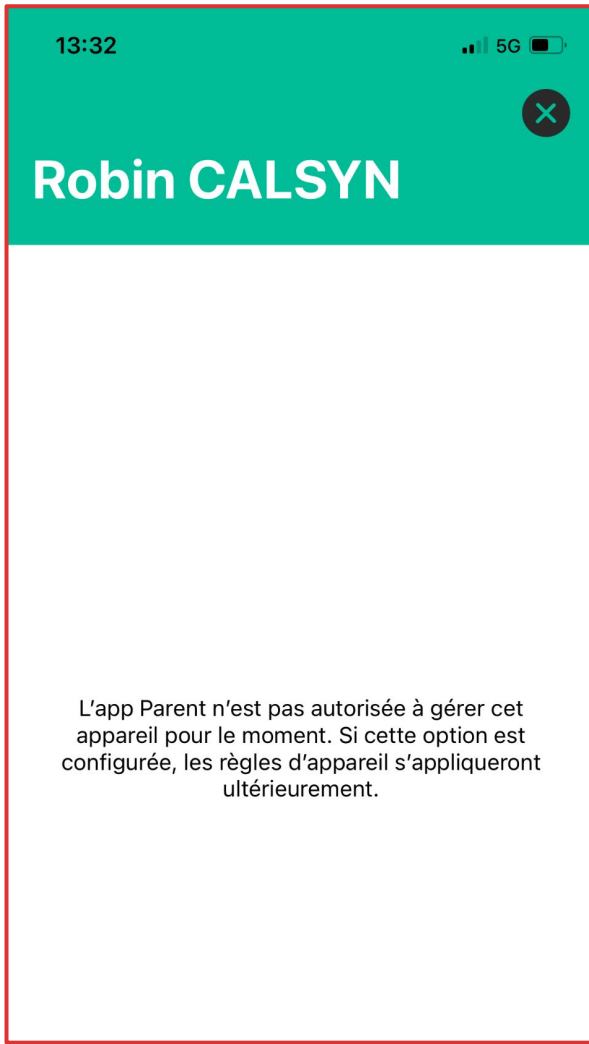 13:32
5G
Robin CALSYN
L’app Parent n’est pas autorisée à gérer cet
appareil pour le moment. Si cette option est
configurée, les règles d’appareil s’appliqueront
ultérieurement.